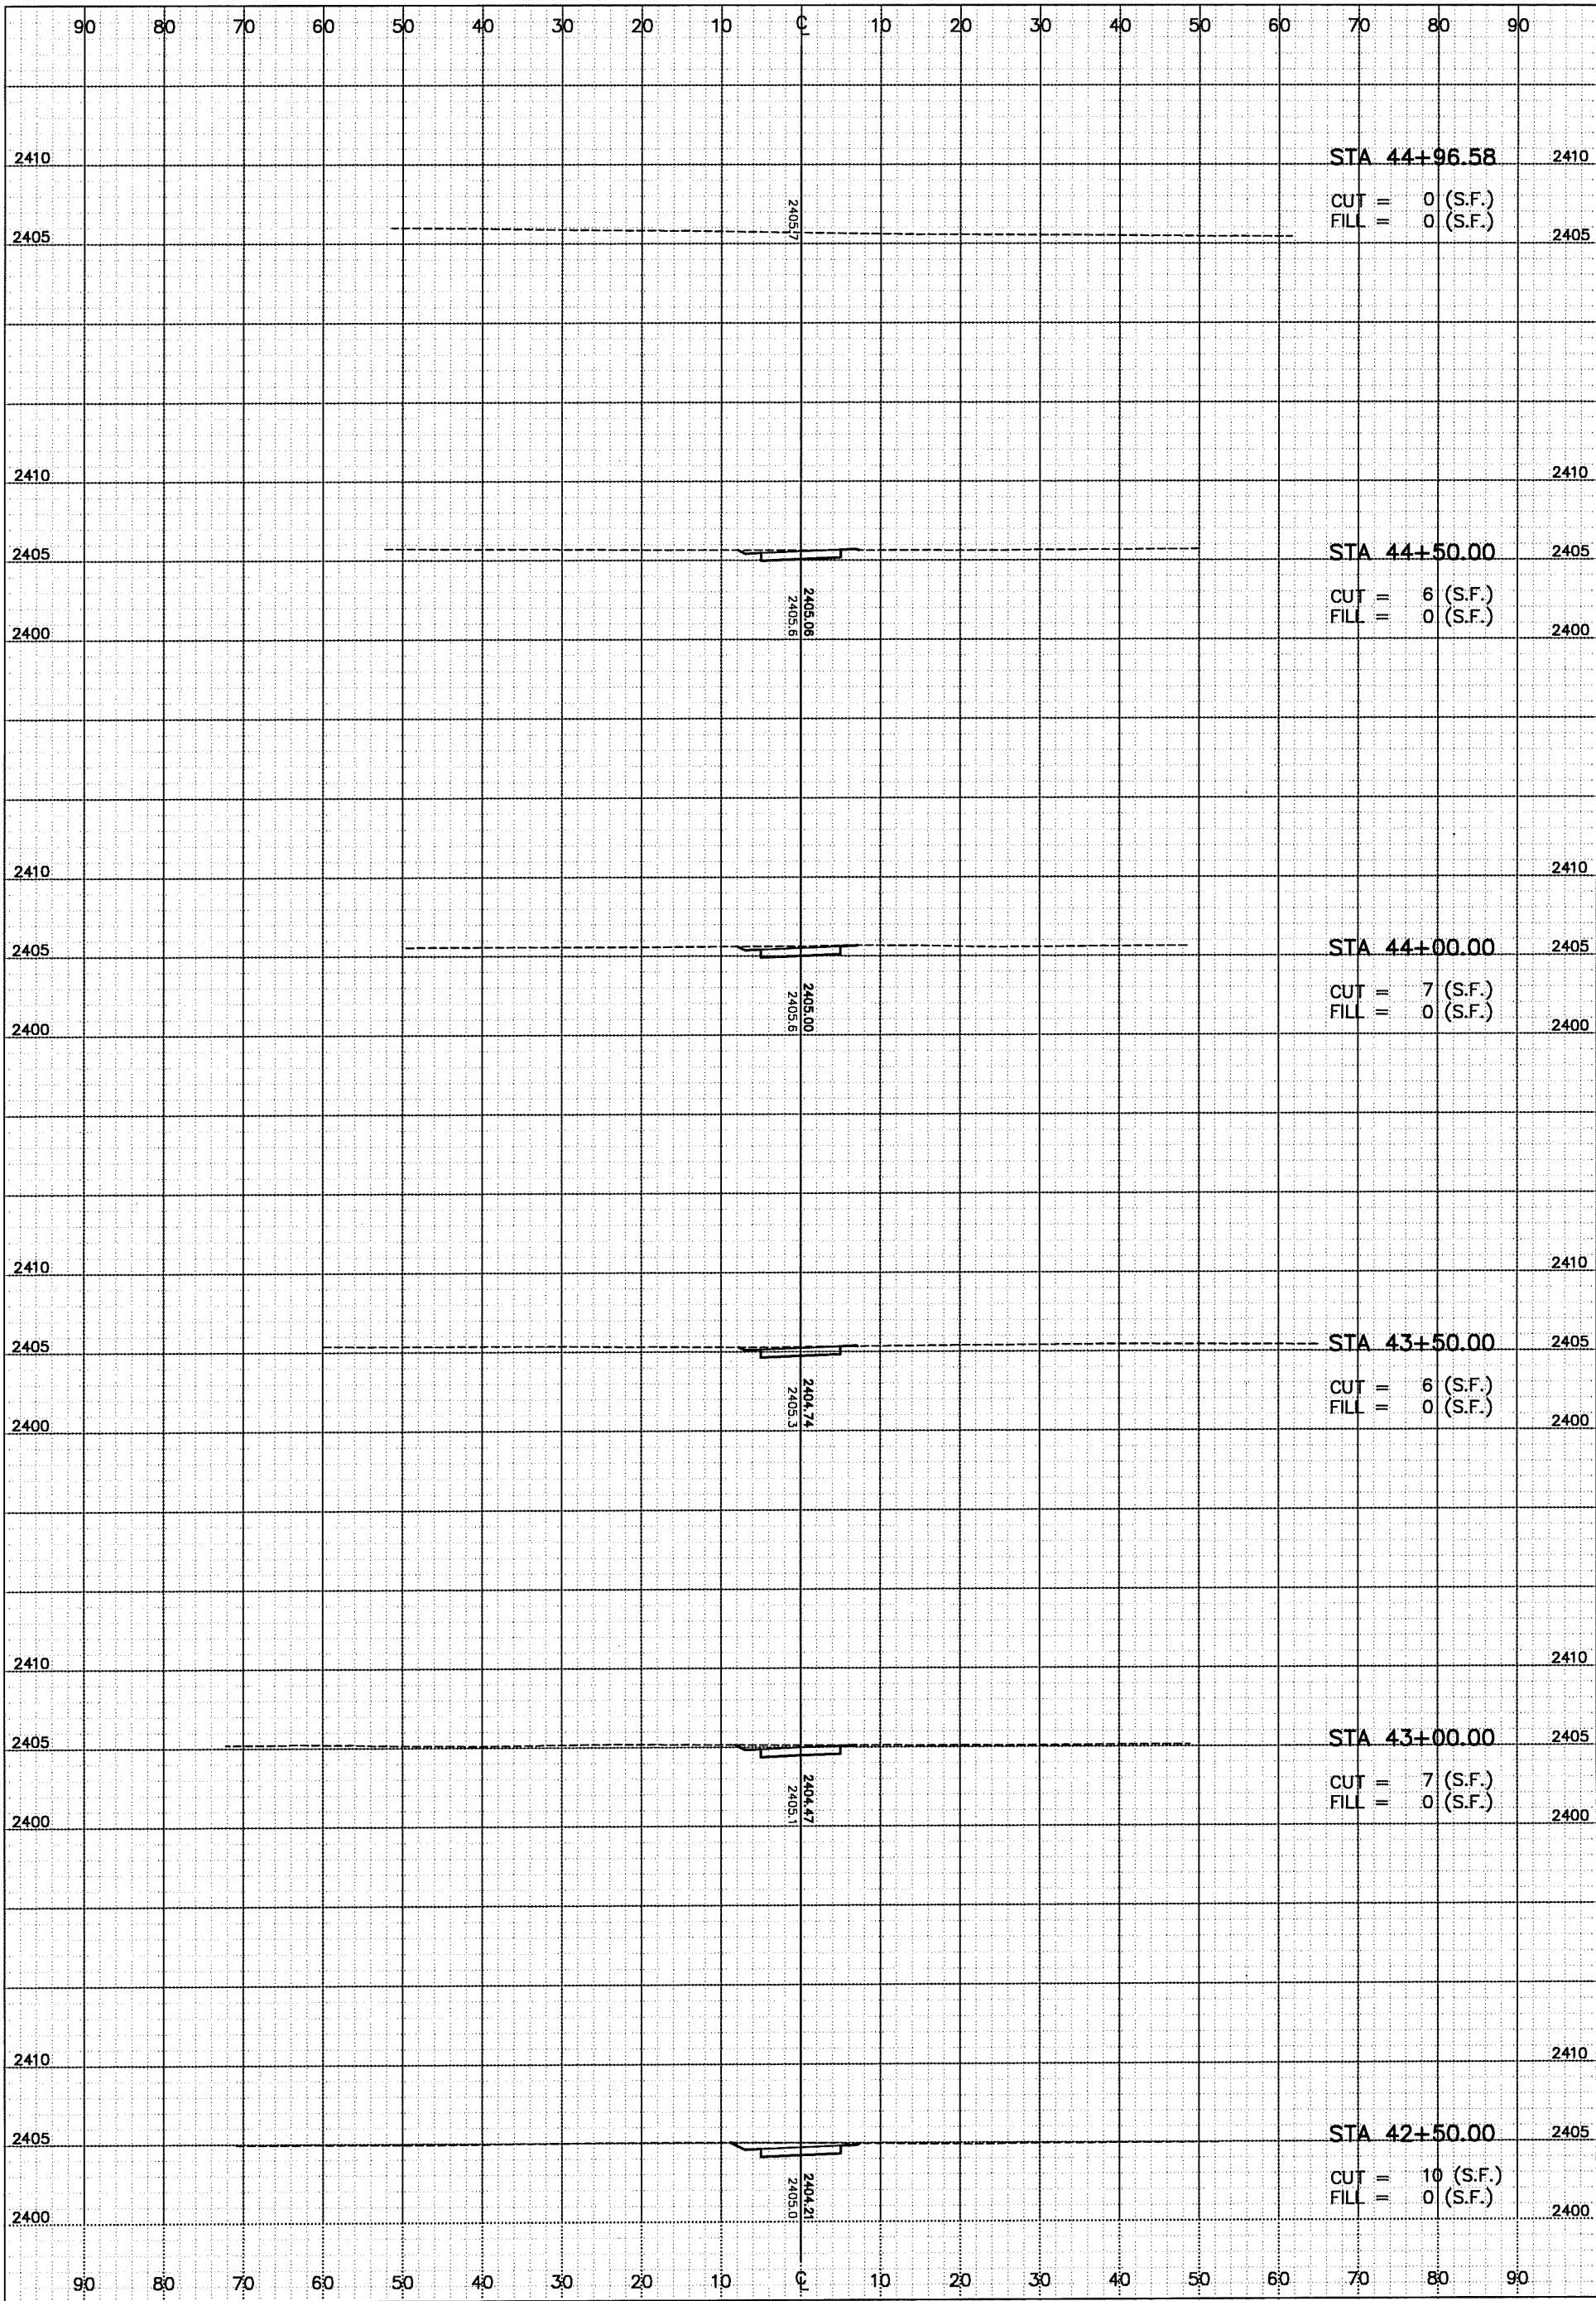 90 80 70 60 50 40 30 20 10 CL 10 20 30 40 50 60 70 80 90
2410 STA 44+96.58 2410
CUT = 0 (S.F.)
FILL = 0 (S.F.)
2405 2405
2405.7
2410 2410
2405 STA 44+50.00 2405
CUT = 6 (S.F.)
FILL = 0 (S.F.)
2400 2400
2405.06
2405.6
2410 2410
2405 STA 44+00.00 2405
CUT = 7 (S.F.)
FILL = 0 (S.F.)
2400 2400
2405.00
2405.6
2410 2410
2405 STA 43+50.00 2405
CUT = 6 (S.F.)
FILL = 0 (S.F.)
2400 2400
2404.74
2405.3
2410 2410
2405 STA 43+00.00 2405
CUT = 7 (S.F.)
FILL = 0 (S.F.)
2400 2400
2404.47
2405.1
2410 2410
2405 STA 42+50.00 2405
CUT = 10 (S.F.)
FILL = 0 (S.F.)
2400 2400
2404.21
2405.0
90 80 70 60 50 40 30 20 10 CL 10 20 30 40 50 60 70 80 90